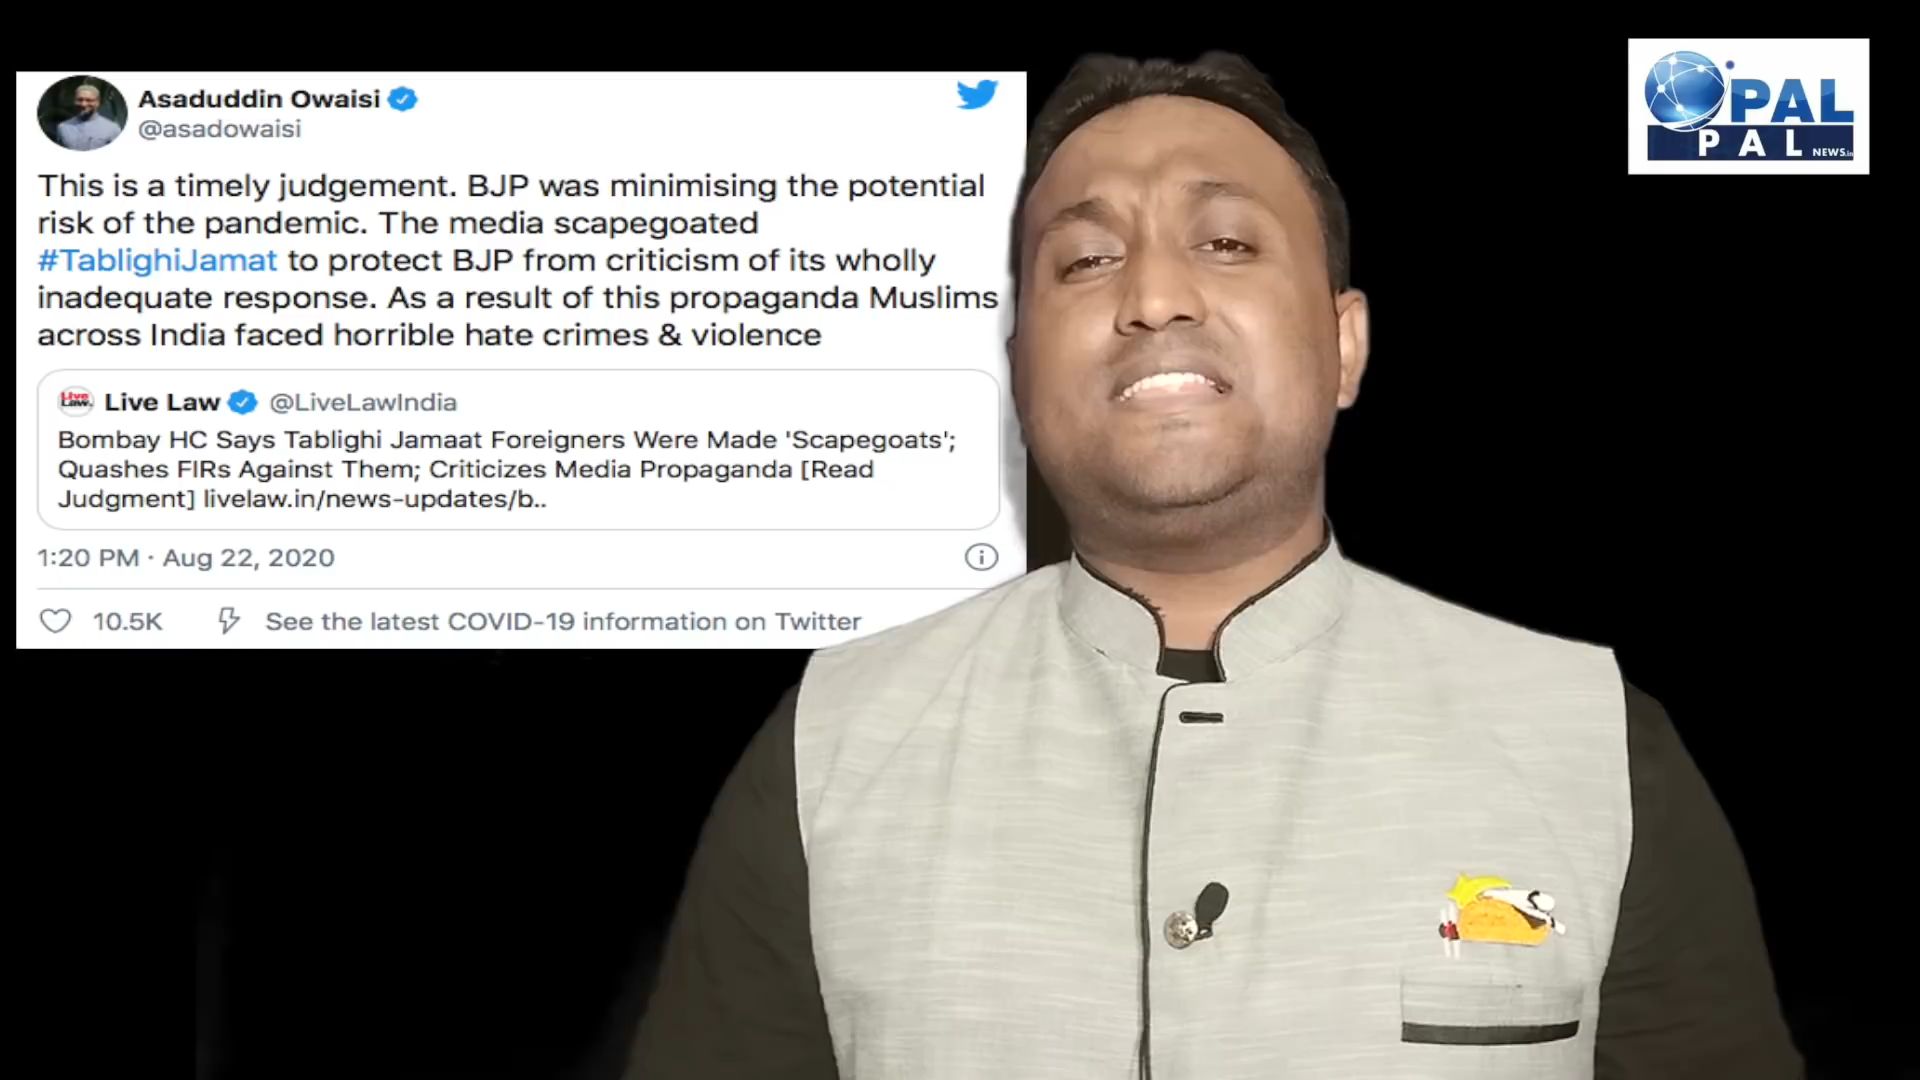 Asaduddin Owaisi
@asadowaisi
This is a timely judgement. BJP was minimising the potential
risk of the pandemic. The media scapegoated
#TablighiJamat to protect BJP from criticism of its wholly
inadequate response. As a result of this propaganda Muslims
across India faced horrible hate crimes & violence
Live Law.
Live Law @LiveLawIndia
Bombay HC Says Tablighi Jamaat Foreigners Were Made 'Scapegoats';
Quashes FIRs Against Them; Criticizes Media Propaganda [Read
Judgment] livelaw.in/news-updates/b..
1:20 PM · Aug 22, 2020
10.5K See the latest COVID-19 information on Twitter
PAL
PAL NEWS.in